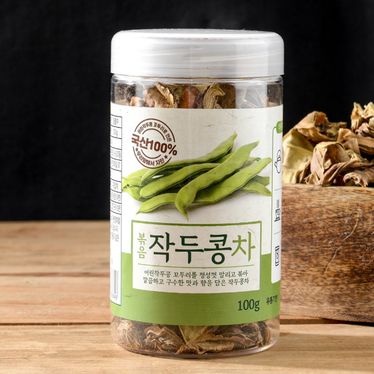 국산100%
볶음
작두콩차
어린작두콩 꼬투리를 정성껏 말리고 볶아
깔끔하고 구수한 맛과 향을 담은 작두콩차
100g